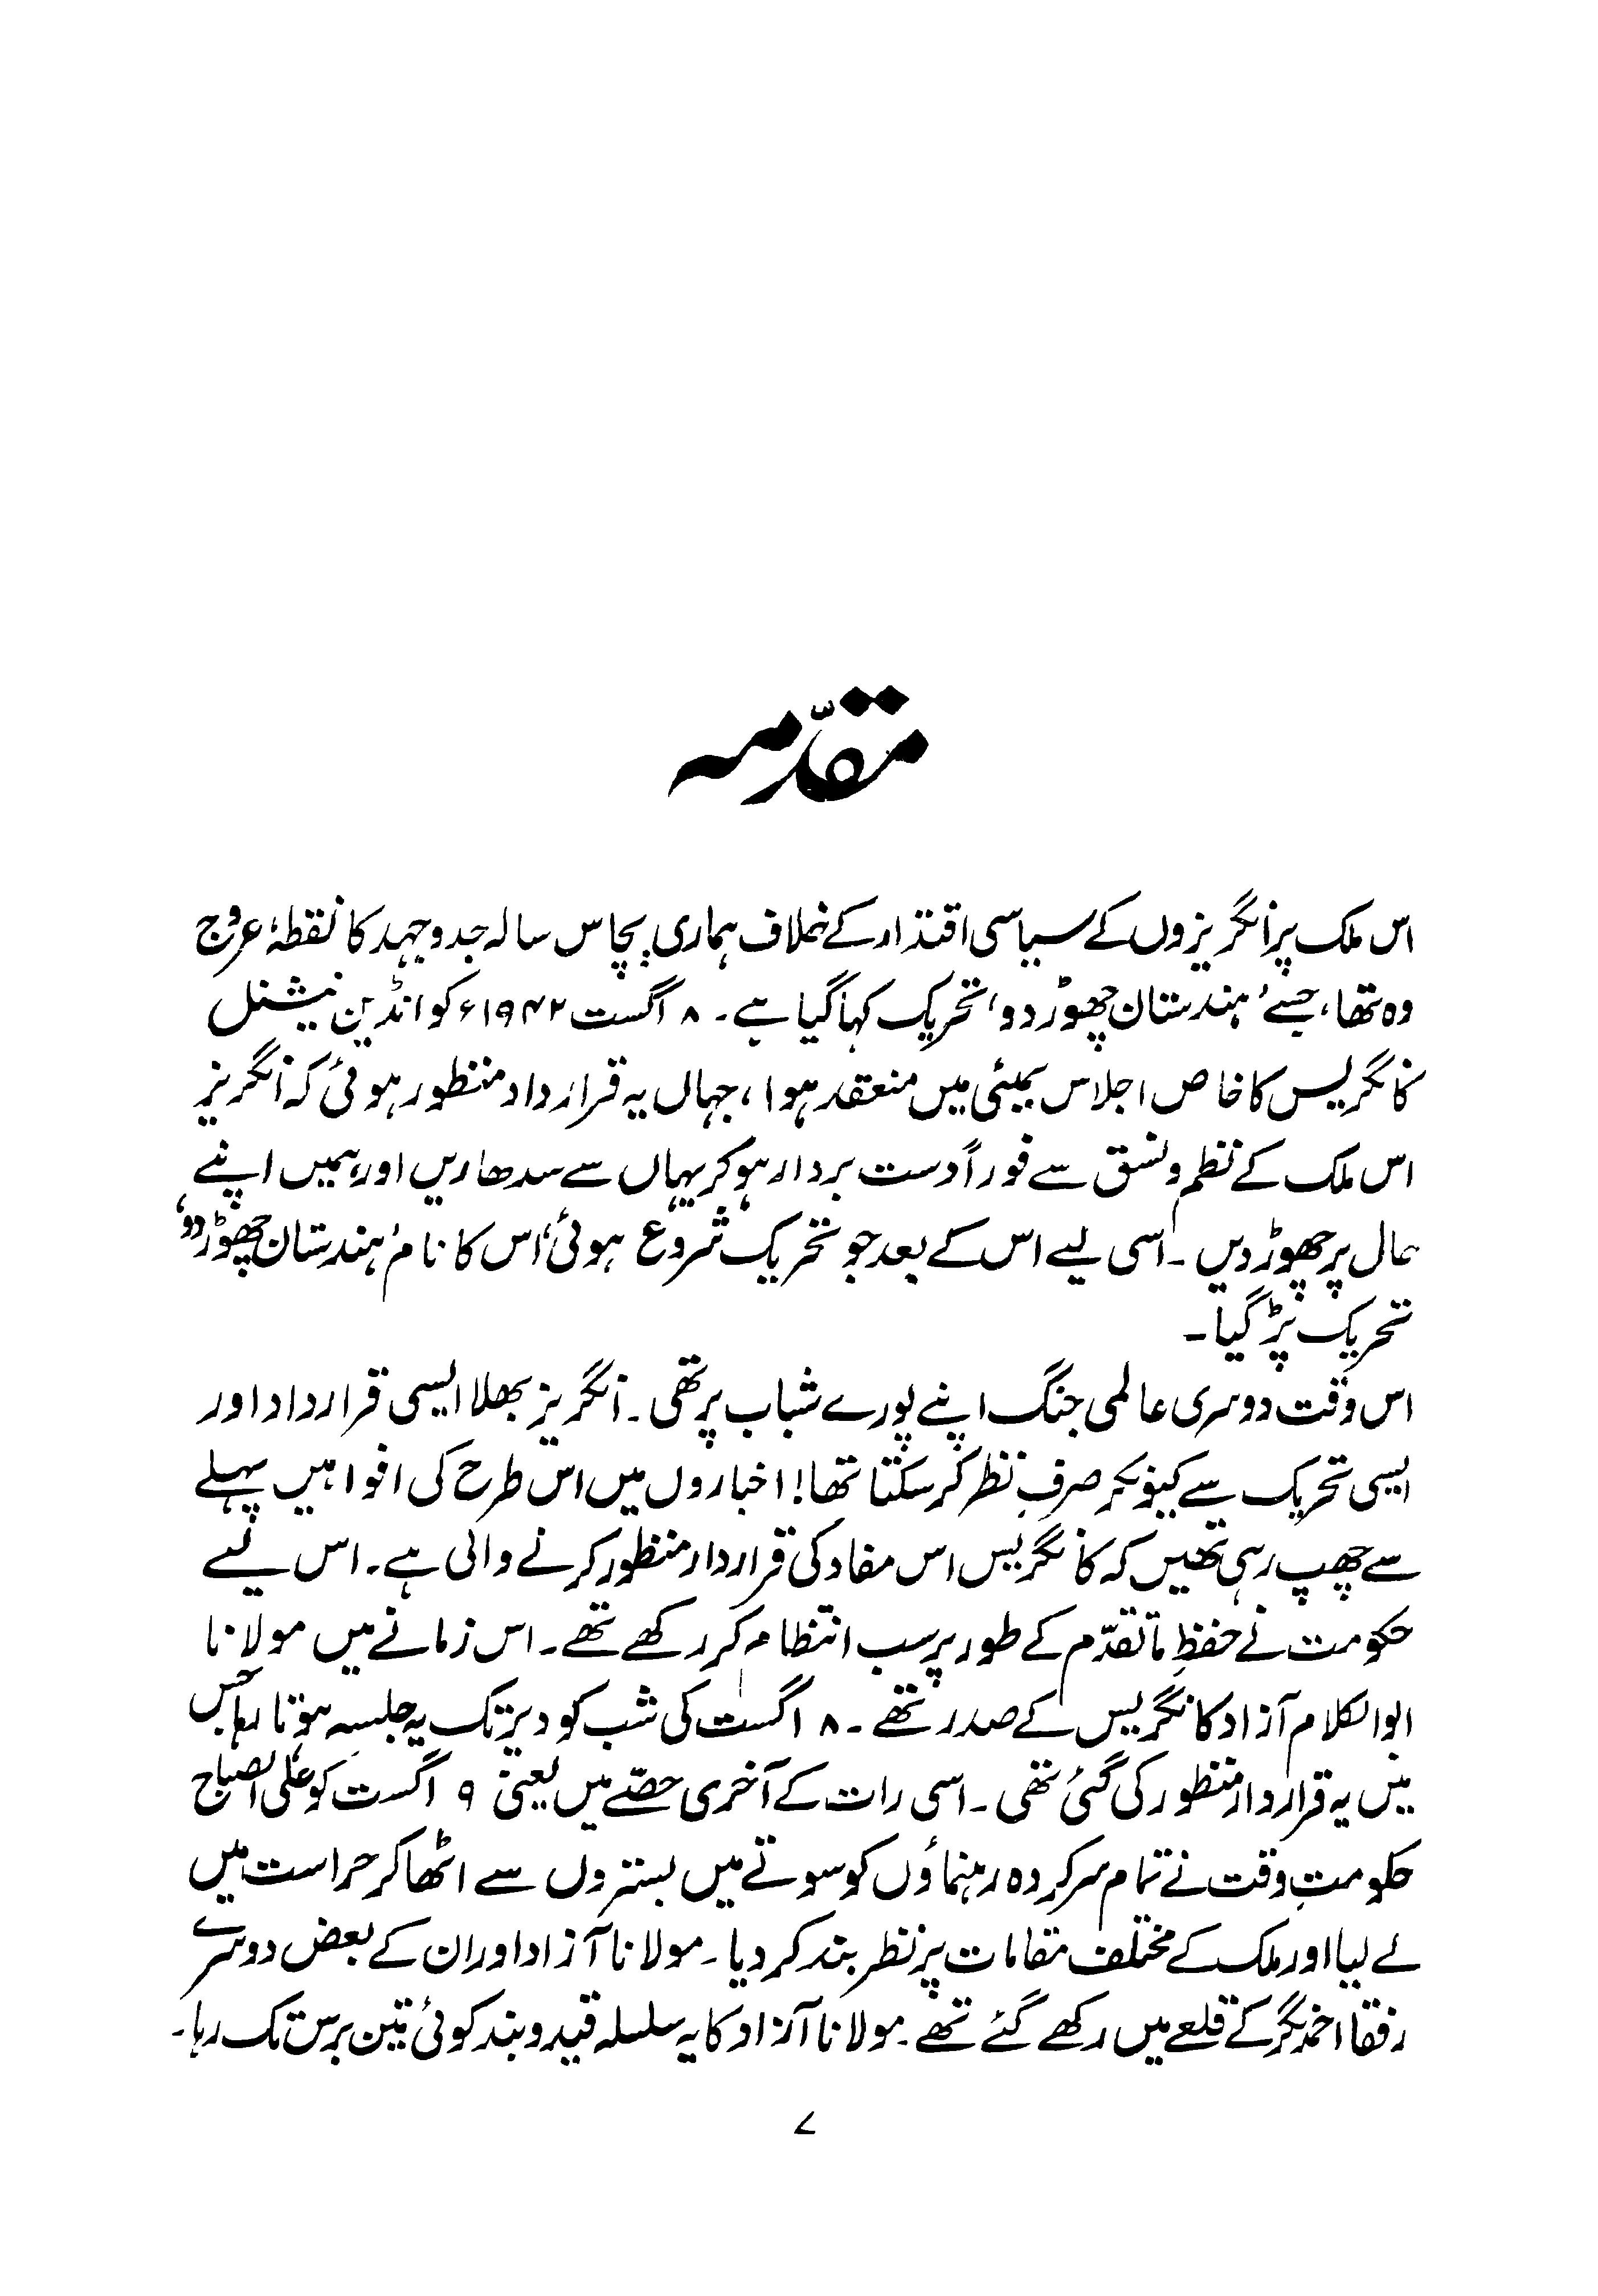 مقدّمہ
اس ملک پر انگریزوں کے سیاسی اقتدار کے خلاف ہماری پچاس سالہ جدوجہد کا نقطۂ عروج
وہ تھا، جسے ’ہندستان چھوڑ دو‘ تحریک کہا گیا ہے۔ ۸ اگست ۱۹۴۲ء کو انڈین نیشنل
کانگریس کا خاص اجلاس بمبئی میں منعقد ہوا، جہاں یہ قرارداد منظور ہوئی کہ انگریز
اس ملک کے نظم و نسق سے فوراً دست بردار ہو کر یہاں سے سدھاریں اور ہمیں اپنے
حال پر چھوڑ دیں۔ اسی لیے اس کے بعد جو تحریک شروع ہوئی، اس کا نام ’ہندستان چھوڑ دو‘
تحریک پڑ گیا۔
اس وقت دوسری عالمی جنگ اپنے پورے شباب پر تھی۔ انگریز بھلا ایسی قرارداد اور
ایسی تحریک سے کیونکر صرفِ نظر کر سکتا تھا! اخباروں میں اس طرح کی افواہیں پہلے
سے چھپ رہی تھیں کہ کانگریس اس مفاد کی قرارداد منظور کرنے والی ہے۔ اس لیے
حکومت نے حفظِ ماتقدّم کے طور پر سب انتظام کر رکھے تھے۔ اس زمانے میں مولانا
ابوالکلام آزاد کانگریس کے صدر تھے۔ ۸ اگست کی شب کو دیر تک یہ جلسہ ہوتا رہا جس
میں یہ قرارداد منظور کی گئی تھی۔ اسی رات کے آخری حصّے میں یعنی ۹ اگست کو علی الصباح
حکومتِ وقت نے تمام سرکردہ رہنماؤں کو سوتے میں بستروں سے اٹھا کر حراست میں
لے لیا اور ملک کے مختلف مقامات پر نظر بند کر دیا۔ مولانا آزاد اور ان کے بعض دوسرے
رفقا احمد نگر کے قلعے میں رکھے گئے تھے۔ مولانا آزاد کا یہ سلسلہ قید و بند کوئی تین برس تک رہا۔
۷